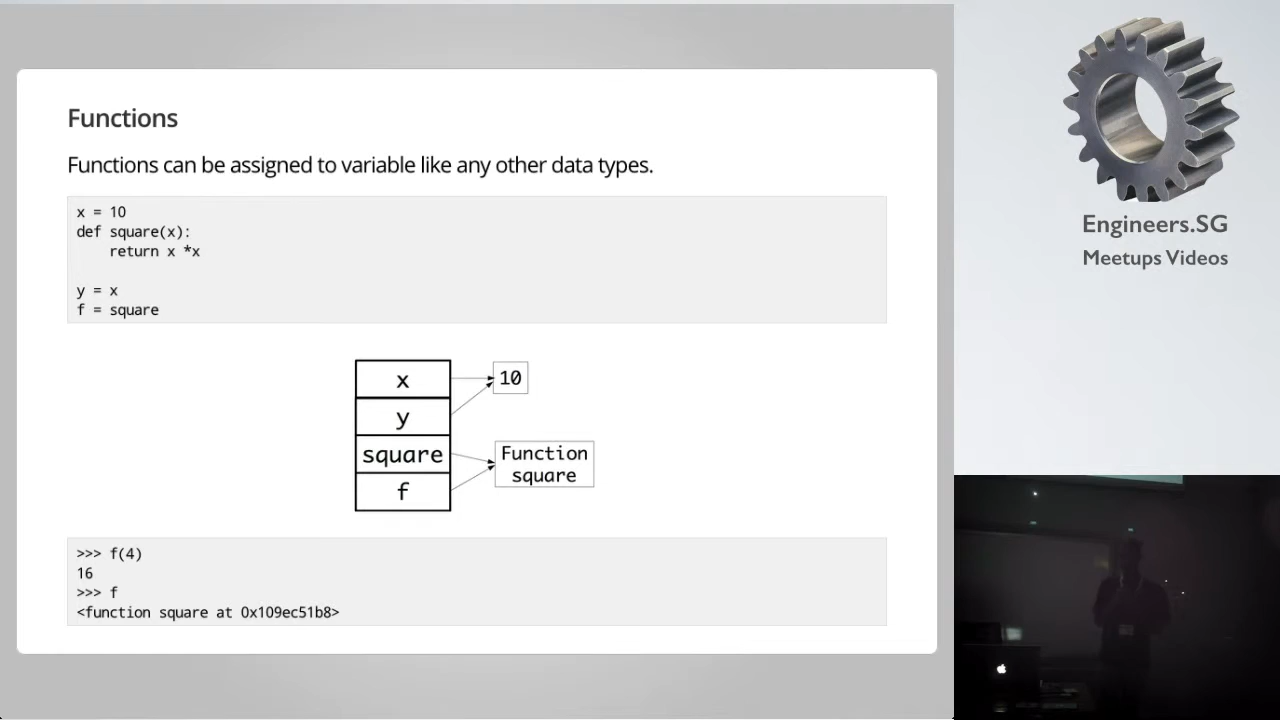 Functions
Functions can be assigned to variable like any other data types.
x = 10
def square(x):
    return x *x
y = x
f = square
x
10
y
square
Function
square
f
>>> f(4)
16
>>> f
<function square at 0x109ec51b8>
Engineers.SG
Meetups Videos